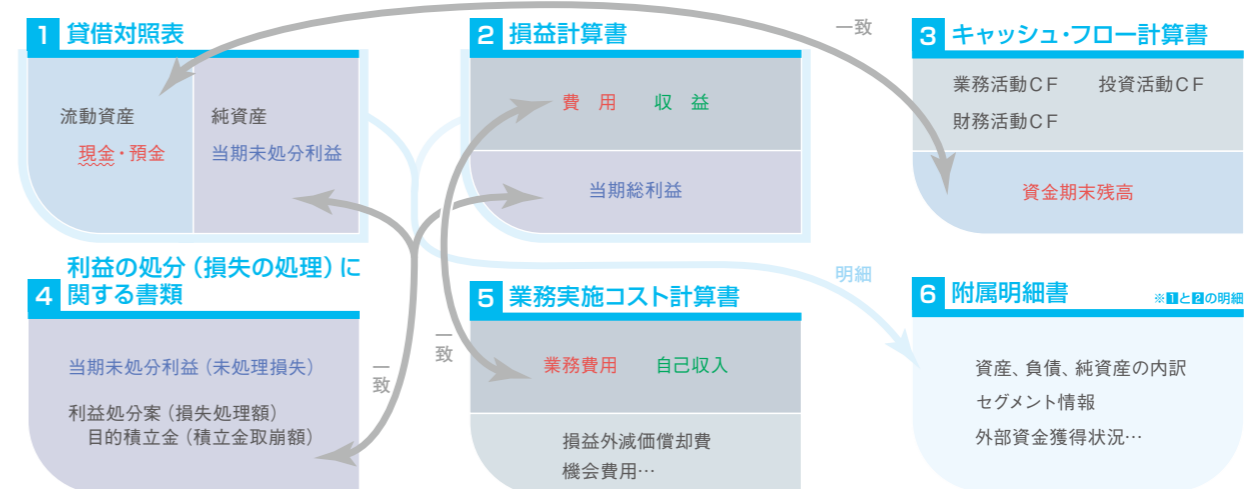 1 貸借対照表
流動資産
現金・預金
純資産
当期未処分利益
2 損益計算書
費 用 収 益
当期総利益
一致
3 キャッシュ・フロー計算書
業務活動CF 投資活動CF
財務活動CF
資金期末残高
4 利益の処分（損失の処理）に
関する書類
当期未処分利益（未処理損失）
利益処分案（損失処理額）
目的積立金（積立金取崩額）
一致
一致
5 業務実施コスト計算書
業務費用 自己収入
損益外減価償却費
機会費用…
明細
6 附属明細書 ※1と2の明細
資産、負債、純資産の内訳
セグメント情報
外部資金獲得状況…